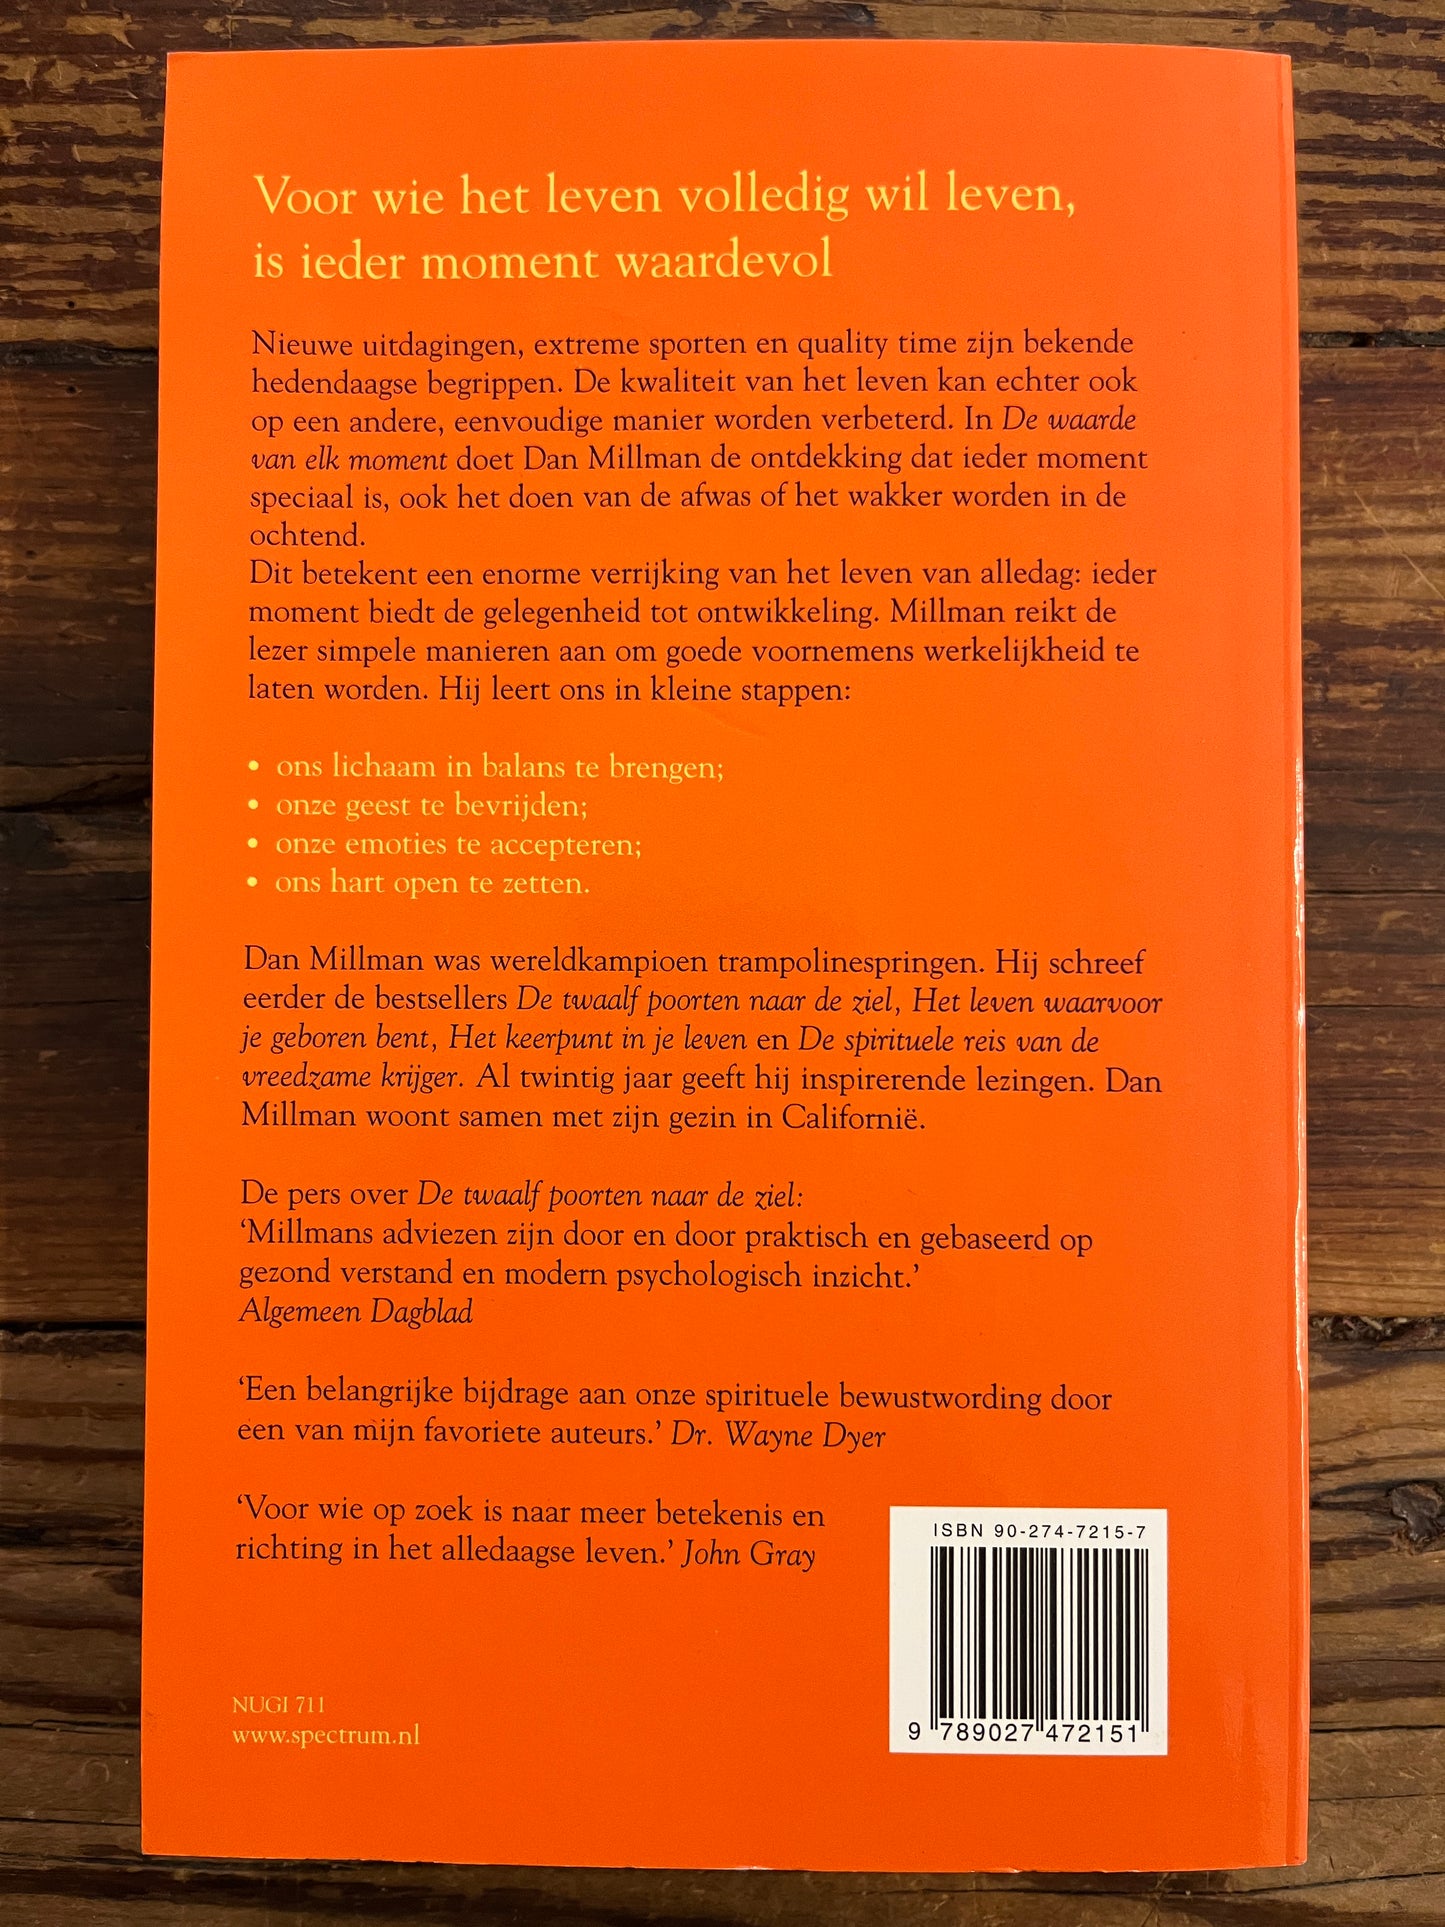 Voor wie het leven volledig wil leven,
is ieder moment waardevol
Nieuwe uitdagingen, extreme sporten en quality time zijn bekende
hedendaagse begrippen. De kwaliteit van het leven kan echter ook
op een andere, eenvoudige manier worden verbeterd. In De waarde
van elk moment doet Dan Millman de ontdekking dat ieder moment
speciaal is, ook het doen van de afwas of het wakker worden in de
ochtend.
Dit betekent een enorme verrijking van het leven van alledag: ieder
moment biedt de gelegenheid tot ontwikkeling. Millman reikt de
lezer simpele manieren aan om goede voornemens werkelijkheid te
laten worden. Hij leert ons in kleine stappen:
• ons lichaam in balans te brengen;
• onze geest te bevrijden;
• onze emoties te accepteren;
• ons hart open te zetten.
Dan Millman was wereldkampioen trampolinespringen. Hij schreef
eerder de bestsellers De twaalf poorten naar de ziel, Het leven waarvoor
je geboren bent, Het keerpunt in je leven en De spirituele reis van de
vreedzame krijger. Al twintig jaar geeft hij inspirerende lezingen. Dan
Millman woont samen met zijn gezin in Californië.
De pers over De twaalf poorten naar de ziel:
‘Millmans adviezen zijn door en door praktisch en gebaseerd op
gezond verstand en modern psychologisch inzicht.’
Algemeen Dagblad
‘Een belangrijke bijdrage aan onze spirituele bewustwording door
een van mijn favoriete auteurs.’ Dr. Wayne Dyer
‘Voor wie op zoek is naar meer betekenis en
richting in het alledaagse leven.’ John Gray
ISBN 90-274-7215-7
9 789027 472151
NUGI 711
www.spectrum.nl